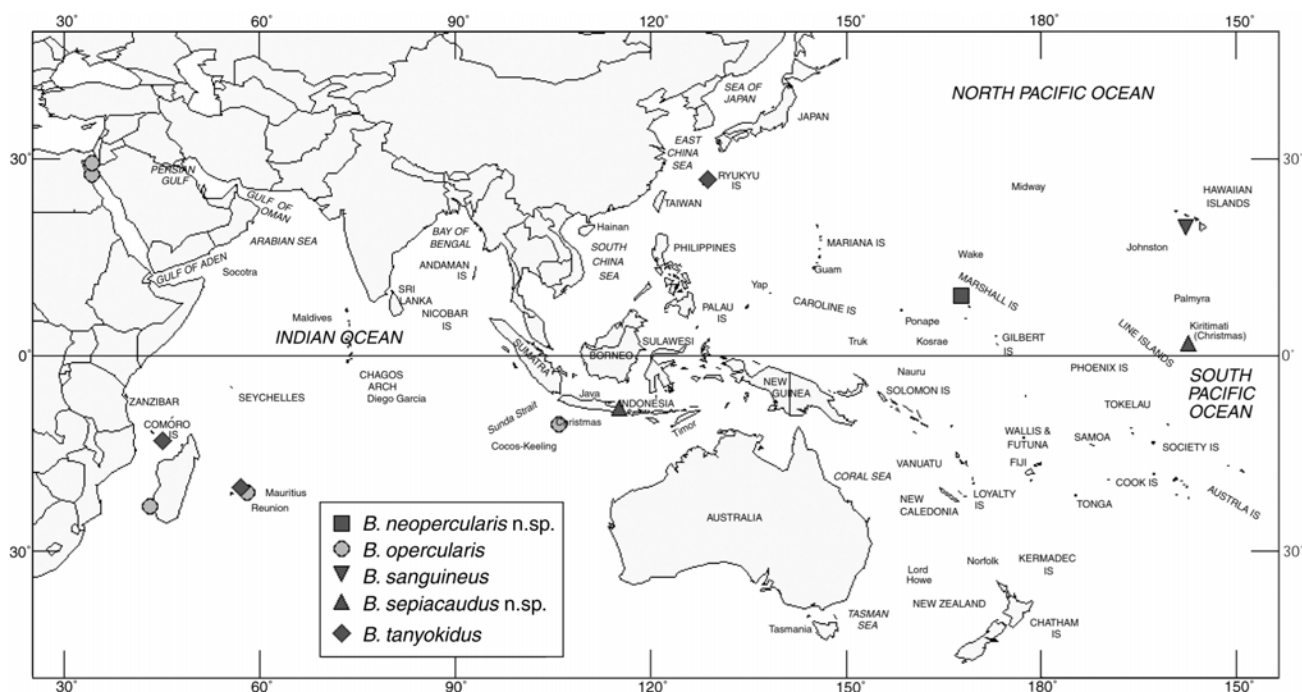 30° 60° 90° 120° 150° 180° 150°
NORTH PACIFIC OCEAN
SEA OF
JAPAN
JAPAN
EAST
CHINA
SEA
30°
30°
PERSIAN
GULF
RYUKYU
IS
Midway
HAWAIIAN
ISLANDS
GULF OF
OMAN
TAIWAN
ARABIAN SEA
BAY OF
BENGAL
Hainan
SOUTH
CHINA
SEA
PHILIPPINES
MARIANA IS
Johnston
Wake
GULF OF ADEN
Socotra
ANDAMAN
IS
Guam
MARSHALL IS
Yap
SRI
LANKA
NICOBAR
IS
PALAU
IS
CAROLINE IS
Palmyra
Maldives
INDIAN OCEAN
Ponape
Truk
Kosrae
GILBERT
IS
LINE ISLANDS
Kiritimati
(Christmas)
SUMATRA
BORNEO
SULAWESI
0°
0°
CHAGOS
ARCH
Diego Garcia
NEW
GUINEA
Nauru
SOLOMON IS
PHOENIX IS
SOUTH
PACIFIC
OCEAN
ZANZIBAR
SEYCHELLES
Java
INDONESIA
TOKELAU
Sunda Strait
Christmas
Timor
COMÓRO
IS
Cocos-Keeling
WALLIS &
FUTUNA
SAMOA
SOCIETY IS
CORAL SEA
VANUATU
FIJI
COOK IS
Mauritius
Reunion
NEW
CALEDONIA
LOYALTY
IS
TONGA
AUSTRLA IS
AUSTRALIA
30°
30°
Norfolk
KERMADEC
IS
Lord
Howe
NEW ZEALAND
TASMAN
SEA
Tasmania
CHATHAM
IS
B. neopercularis n.sp.
B. opercularis
B. sanguineus
B. sepiacaudus n.sp.
B. tanyokidus
30° 60° 90° 120° 150° 180° 150°